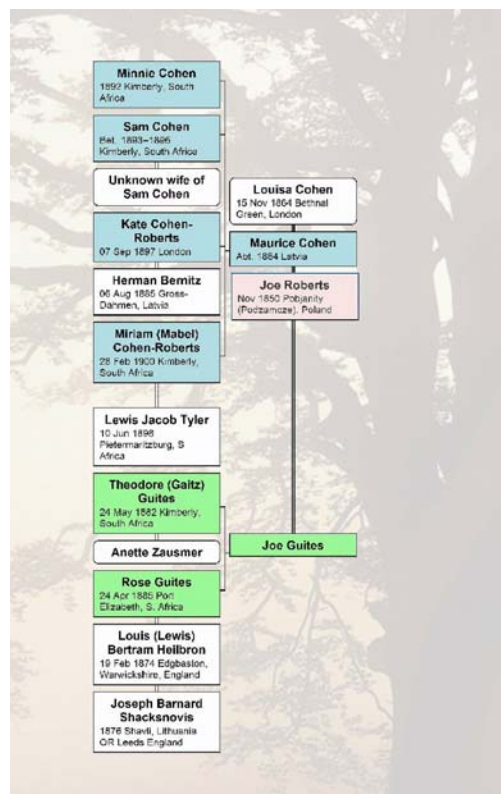 Minnie Cohen
1892 Kimberly, South
Africa
Sam Cohen
Bet. 1893–1896
Kimberly, South Africa
Unknown wife of
Sam Cohen
Kate Cohen-
Roberts
07 Sep 1897 London
Herman Bernitz
06 Aug 1885 Gross-
Dahmen, Latvia
Miriam (Mabel)
Cohen-Roberts
28 Feb 1900 Kimberly,
South Africa
Lewis Jacob Tyler
10 Jun 1896
Pietermaritzburg, S
Africa
Theodore (Gaitz)
Guites
24 May 1882 Kimberly,
South Africa
Anette Zausmer
Rose Guites
24 Apr 1885 Port
Elizabeth, S. Africa
Louis (Lewis)
Bertram Heilbron
19 Feb 1874 Edgbaston,
Warwickshire, England
Joseph Barnard
Shacksnovis
1876 Shavli, Lithuania
OR Leeds England
Louisa Cohen
15 Nov 1864 Bethnal
Green, London
Maurice Cohen
Abt. 1864 Latvia
Joe Roberts
Nov 1850 Pobjanity
(Podzamcze), Poland
Joe Guites